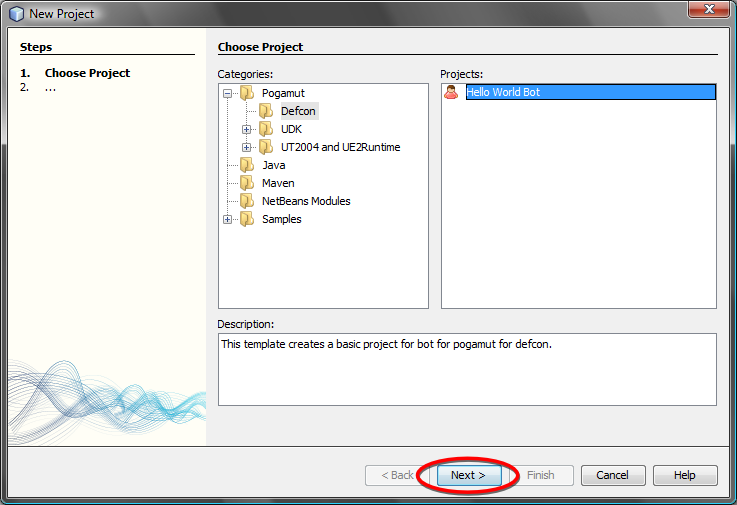 New Project
Steps
1. Choose Project
2. ...
Choose Project
Categories:
Pogamut
Defcon
UDK
UT2004 and UE2Runtime
Java
Maven
NetBeans Modules
Samples
Projects:
Hello World Bot
Description:
This template creates a basic project for bot for pogamut for defcon.
< Back
Next >
Finish
Cancel
Help